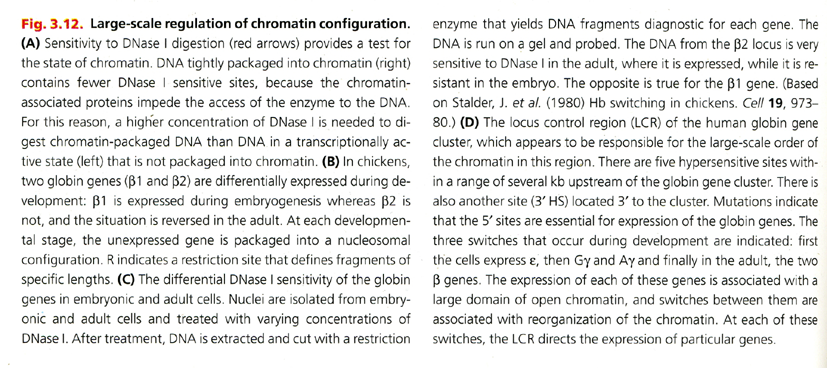 Fig. 3.12. Large-scale regulation of chromatin configuration.
(A) Sensitivity to DNase I digestion (red arrows) provides a test for
the state of chromatin. DNA tightly packaged into chromatin (right)
contains fewer DNase I sensitive sites, because the chromatin-
associated proteins impede the access of the enzyme to the DNA.
For this reason, a higher concentration of DNase I is needed to di-
gest chromatin-packaged DNA than DNA in a transcriptionally ac-
tive state (left) that is not packaged into chromatin. (B) In chickens,
two globin genes (β1 and β2) are differentially expressed during de-
velopment: β1 is expressed during embryogenesis whereas β2 is
not, and the situation is reversed in the adult. At each developmen-
tal stage, the unexpressed gene is packaged into a nucleosomal
configuration. R indicates a restriction site that defines fragments of
specific lengths. (C) The differential DNase I sensitivity of the globin
genes in embryonic and adult cells. Nuclei are isolated from embry-
onic and adult cells and treated with varying concentrations of
DNase I. After treatment, DNA is extracted and cut with a restriction
enzyme that yields DNA fragments diagnostic for each gene. The
DNA is run on a gel and probed. The DNA from the β2 locus is very
sensitive to DNase I in the adult, where it is expressed, while it is re-
sistant in the embryo. The opposite is true for the β1 gene. (Based
on Stalder, J. et al. (1980) Hb switching in chickens. Cell 19, 973–
80.) (D) The locus control region (LCR) of the human globin gene
cluster, which appears to be responsible for the large-scale order of
the chromatin in this region. There are five hypersensitive sites with-
in a range of several kb upstream of the globin gene cluster. There is
also another site (3′ HS) located 3′ to the cluster. Mutations indicate
that the 5′ sites are essential for expression of the globin genes. The
three switches that occur during development are indicated: first
the cells express ε, then Gγ and Aγ and finally in the adult, the two
β genes. The expression of each of these genes is associated with a
large domain of open chromatin, and switches between them are
associated with reorganization of the chromatin. At each of these
switches, the LCR directs the expression of particular genes.